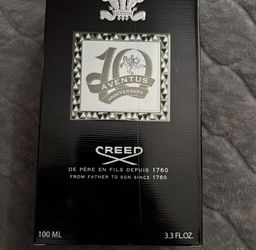 10
AVENTUS
ANNIVERSARY
CREED
DE PÈRE EN FILS DEPUIS 1760
FROM FATHER TO SON SINCE 1760
100 ML 3.3 FL.OZ.